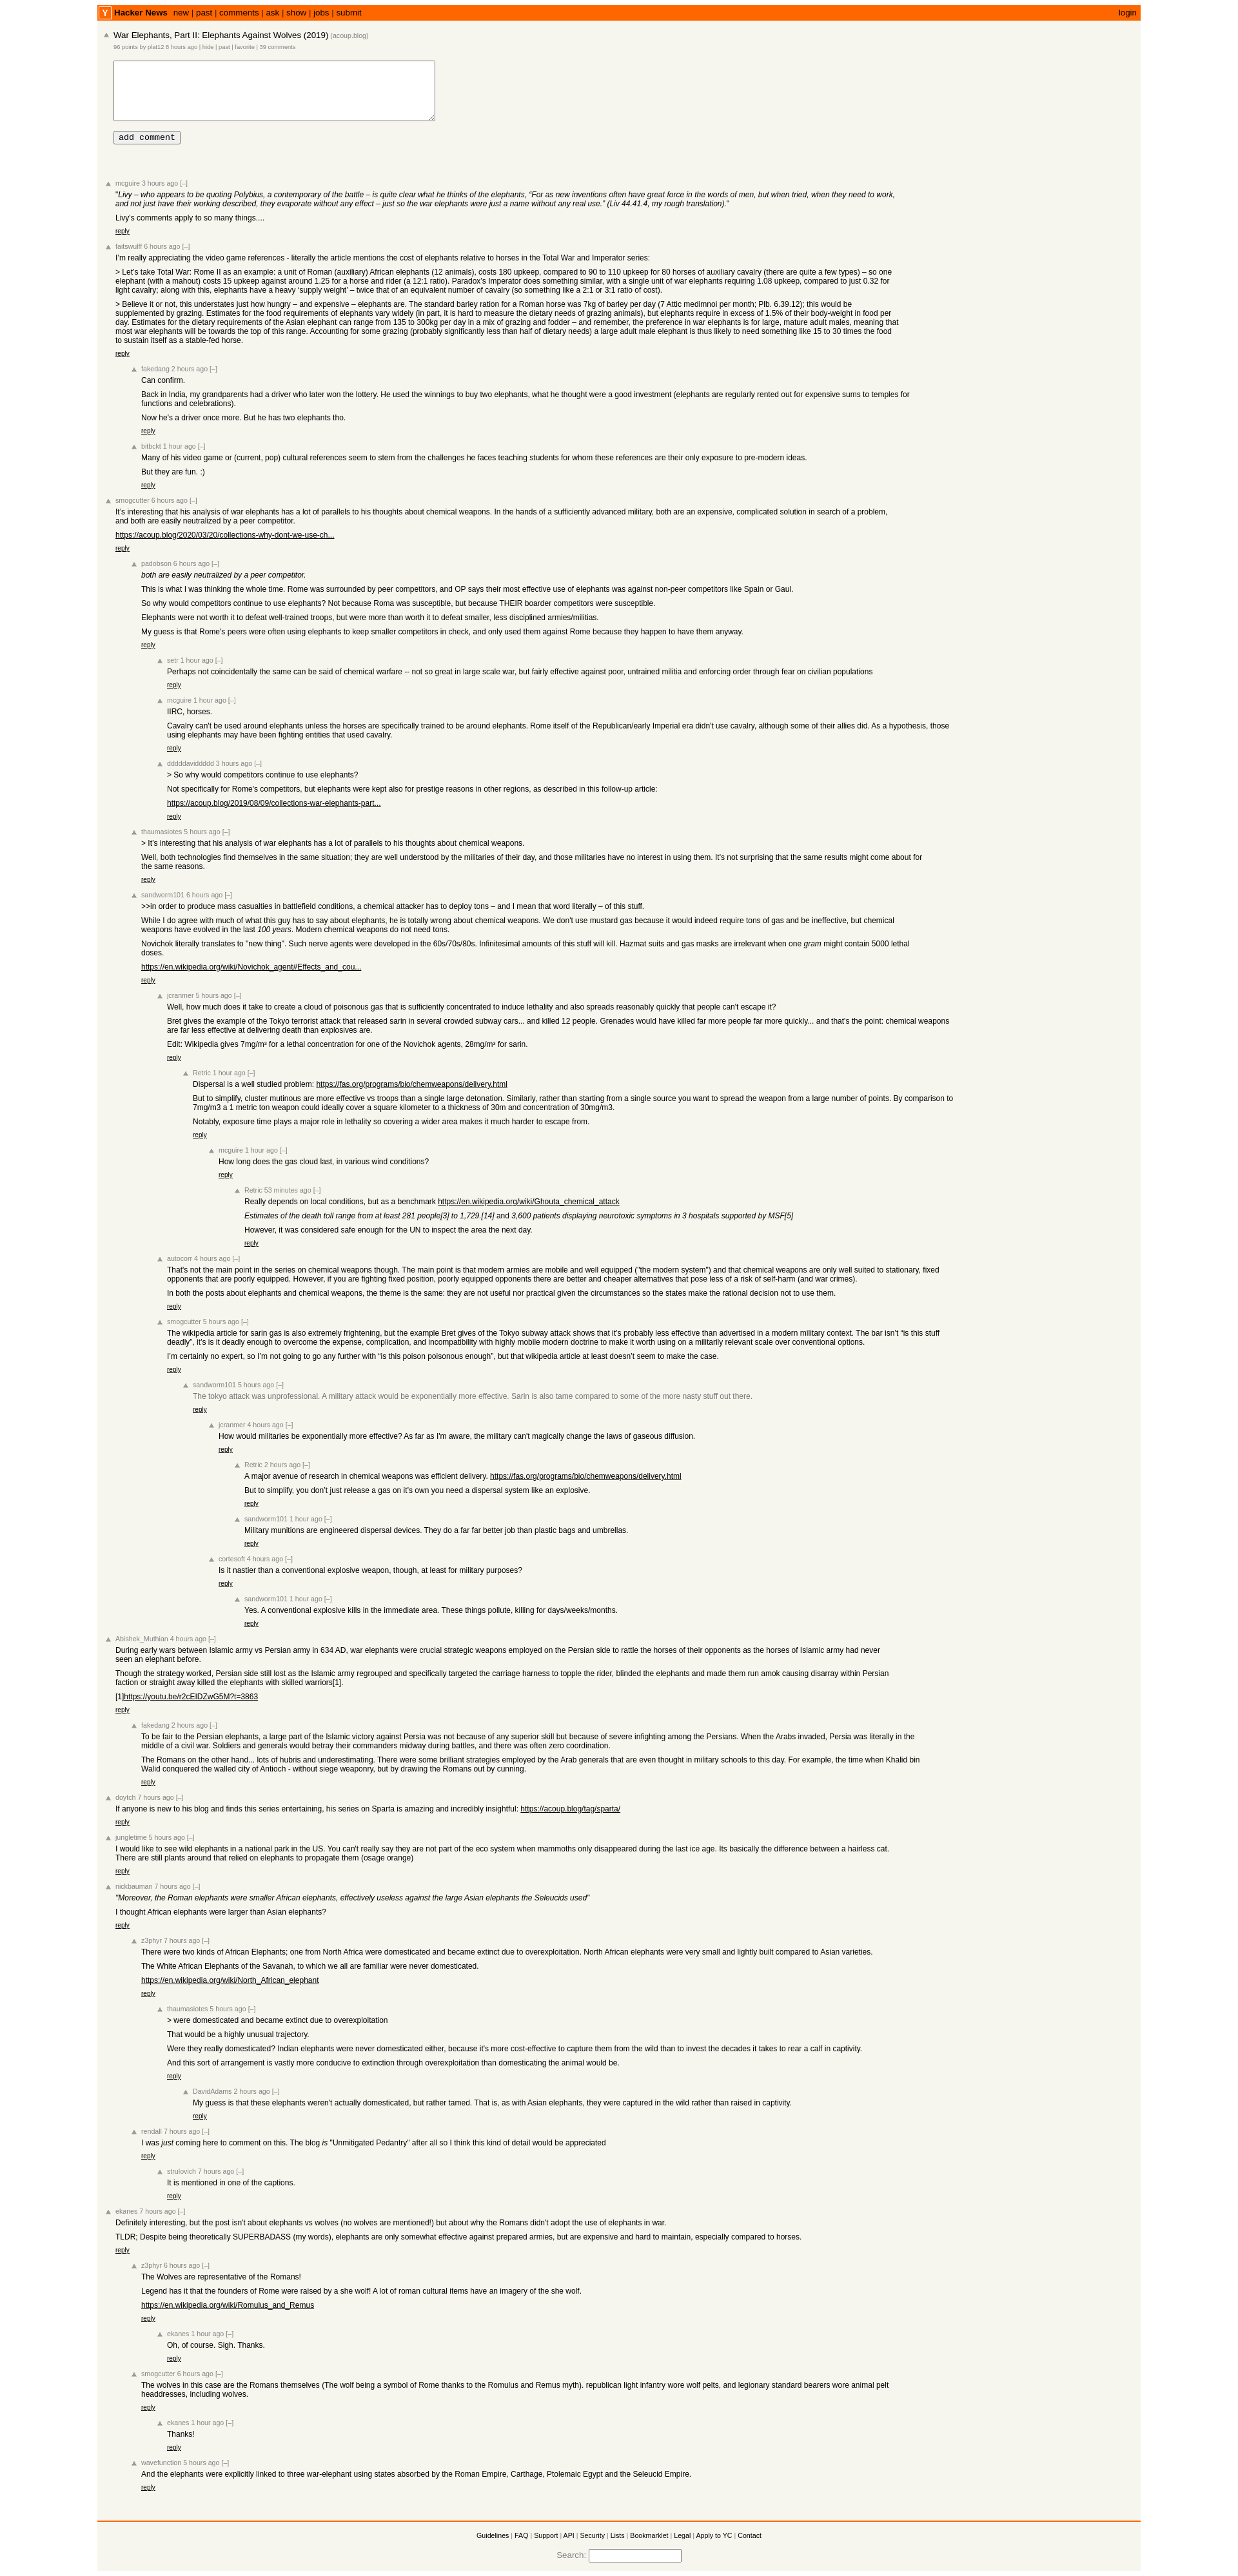 Y Hacker News new | past | comments | ask | show | jobs | submit login
War Elephants, Part II: Elephants Against Wolves (2019) (acoup.blog)
96 points by plat12 8 hours ago | hide | past | favorite | 39 comments
add comment
mcguire 3 hours ago [–]
"Livy – who appears to be quoting Polybius, a contemporary of the battle – is quite clear what he thinks of the elephants, “For as new inventions often have great force in the words of men, but when tried, when they need to work,
and not just have their working described, they evaporate without any effect – just so the war elephants were just a name without any real use.” (Liv 44.41.4, my rough translation)."
Livy's comments apply to so many things....
reply
faitswulff 6 hours ago [–]
I’m really appreciating the video game references - literally the article mentions the cost of elephants relative to horses in the Total War and Imperator series:
> Let’s take Total War: Rome II as an example: a unit of Roman (auxiliary) African elephants (12 animals), costs 180 upkeep, compared to 90 to 110 upkeep for 80 horses of auxiliary cavalry (there are quite a few types) – so one
elephant (with a mahout) costs 15 upkeep against around 1.25 for a horse and rider (a 12:1 ratio). Paradox’s Imperator does something similar, with a single unit of war elephants requiring 1.08 upkeep, compared to just 0.32 for
light cavalry; along with this, elephants have a heavy ‘supply weight’ – twice that of an equivalent number of cavalry (so something like a 2:1 or 3:1 ratio of cost).
> Believe it or not, this understates just how hungry – and expensive – elephants are. The standard barley ration for a Roman horse was 7kg of barley per day (7 Attic medimnoi per month; Plb. 6.39.12); this would be
supplemented by grazing. Estimates for the food requirements of elephants vary widely (in part, it is hard to measure the dietary needs of grazing animals), but elephants require in excess of 1.5% of their body-weight in food per
day. Estimates for the dietary requirements of the Asian elephant can range from 135 to 300kg per day in a mix of grazing and fodder – and remember, the preference in war elephants is for large, mature adult males, meaning that
most war elephants will be towards the top of this range. Accounting for some grazing (probably significantly less than half of dietary needs) a large adult male elephant is thus likely to need something like 15 to 30 times the food
to sustain itself as a stable-fed horse.
reply
fakedang 2 hours ago [–]
Can confirm.
Back in India, my grandparents had a driver who later won the lottery. He used the winnings to buy two elephants, what he thought were a good investment (elephants are regularly rented out for expensive sums to temples for
functions and celebrations).
Now he's a driver once more. But he has two elephants tho.
reply
bitbckt 1 hour ago [–]
Many of his video game or (current, pop) cultural references seem to stem from the challenges he faces teaching students for whom these references are their only exposure to pre-modern ideas.
But they are fun. :)
reply
smogcutter 6 hours ago [–]
It’s interesting that his analysis of war elephants has a lot of parallels to his thoughts about chemical weapons. In the hands of a sufficiently advanced military, both are an expensive, complicated solution in search of a problem,
and both are easily neutralized by a peer competitor.
https://acoup.blog/2020/03/20/collections-why-dont-we-use-ch...
reply
padobson 6 hours ago [–]
both are easily neutralized by a peer competitor.
This is what I was thinking the whole time. Rome was surrounded by peer competitors, and OP says their most effective use of elephants was against non-peer competitors like Spain or Gaul.
So why would competitors continue to use elephants? Not because Roma was susceptible, but because THEIR boarder competitors were susceptible.
Elephants were not worth it to defeat well-trained troops, but were more than worth it to defeat smaller, less disciplined armies/militias.
My guess is that Rome's peers were often using elephants to keep smaller competitors in check, and only used them against Rome because they happen to have them anyway.
reply
setr 1 hour ago [–]
Perhaps not coincidentally the same can be said of chemical warfare -- not so great in large scale war, but fairly effective against poor, untrained militia and enforcing order through fear on civilian populations
reply
mcguire 1 hour ago [–]
IIRC, horses.
Cavalry can't be used around elephants unless the horses are specifically trained to be around elephants. Rome itself of the Republican/early Imperial era didn't use cavalry, although some of their allies did. As a hypothesis, those
using elephants may have been fighting entities that used cavalry.
reply
dddddaviddddd 3 hours ago [–]
> So why would competitors continue to use elephants?
Not specifically for Rome's competitors, but elephants were kept also for prestige reasons in other regions, as described in this follow-up article:
https://acoup.blog/2019/08/09/collections-war-elephants-part...
reply
thaumasiotes 5 hours ago [–]
> It's interesting that his analysis of war elephants has a lot of parallels to his thoughts about chemical weapons.
Well, both technologies find themselves in the same situation; they are well understood by the militaries of their day, and those militaries have no interest in using them. It's not surprising that the same results might come about for
the same reasons.
reply
sandworm101 6 hours ago [–]
>>in order to produce mass casualties in battlefield conditions, a chemical attacker has to deploy tons – and I mean that word literally – of this stuff.
While I do agree with much of what this guy has to say about elephants, he is totally wrong about chemical weapons. We don't use mustard gas because it would indeed require tons of gas and be ineffective, but chemical
weapons have evolved in the last 100 years. Modern chemical weapons do not need tons.
Novichok literally translates to "new thing". Such nerve agents were developed in the 60s/70s/80s. Infinitesimal amounts of this stuff will kill. Hazmat suits and gas masks are irrelevant when one gram might contain 5000 lethal
doses.
https://en.wikipedia.org/wiki/Novichok_agent#Effects_and_cou...
reply
jcranmer 5 hours ago [–]
Well, how much does it take to create a cloud of poisonous gas that is sufficiently concentrated to induce lethality and also spreads reasonably quickly that people can't escape it?
Bret gives the example of the Tokyo terrorist attack that released sarin in several crowded subway cars... and killed 12 people. Grenades would have killed far more people far more quickly... and that's the point: chemical weapons
are far less effective at delivering death than explosives are.
Edit: Wikipedia gives 7mg/m³ for a lethal concentration for one of the Novichok agents, 28mg/m³ for sarin.
reply
Retric 1 hour ago [–]
Dispersal is a well studied problem: https://fas.org/programs/bio/chemweapons/delivery.html
But to simplify, cluster mutinous are more effective vs troops than a single large detonation. Similarly, rather than starting from a single source you want to spread the weapon from a large number of points. By comparison to
7mg/m3 a 1 metric ton weapon could ideally cover a square kilometer to a thickness of 30m and concentration of 30mg/m3.
Notably, exposure time plays a major role in lethality so covering a wider area makes it much harder to escape from.
reply
mcguire 1 hour ago [–]
How long does the gas cloud last, in various wind conditions?
reply
Retric 53 minutes ago [–]
Really depends on local conditions, but as a benchmark https://en.wikipedia.org/wiki/Ghouta_chemical_attack
Estimates of the death toll range from at least 281 people[3] to 1,729.[14] and 3,600 patients displaying neurotoxic symptoms in 3 hospitals supported by MSF[5]
However, it was considered safe enough for the UN to inspect the area the next day.
reply
autocorr 4 hours ago [–]
That's not the main point in the series on chemical weapons though. The main point is that modern armies are mobile and well equipped ("the modern system") and that chemical weapons are only well suited to stationary, fixed
opponents that are poorly equipped. However, if you are fighting fixed position, poorly equipped opponents there are better and cheaper alternatives that pose less of a risk of self-harm (and war crimes).
In both the posts about elephants and chemical weapons, the theme is the same: they are not useful nor practical given the circumstances so the states make the rational decision not to use them.
reply
smogcutter 5 hours ago [–]
The wikipedia article for sarin gas is also extremely frightening, but the example Bret gives of the Tokyo subway attack shows that it’s probably less effective than advertised in a modern military context. The bar isn’t “is this stuff
deadly”, it’s is it deadly enough to overcome the expense, complication, and incompatibility with highly mobile modern doctrine to make it worth using on a militarily relevant scale over conventional options.
I’m certainly no expert, so I’m not going to go any further with “is this poison poisonous enough”, but that wikipedia article at least doesn’t seem to make the case.
reply
sandworm101 5 hours ago [–]
The tokyo attack was unprofessional. A military attack would be exponentially more effective. Sarin is also tame compared to some of the more nasty stuff out there.
reply
jcranmer 4 hours ago [–]
How would militaries be exponentially more effective? As far as I'm aware, the military can't magically change the laws of gaseous diffusion.
reply
Retric 2 hours ago [–]
A major avenue of research in chemical weapons was efficient delivery. https://fas.org/programs/bio/chemweapons/delivery.html
But to simplify, you don’t just release a gas on it’s own you need a dispersal system like an explosive.
reply
sandworm101 1 hour ago [–]
Military munitions are engineered dispersal devices. They do a far far better job than plastic bags and umbrellas.
reply
cortesoft 4 hours ago [–]
Is it nastier than a conventional explosive weapon, though, at least for military purposes?
reply
sandworm101 1 hour ago [–]
Yes. A conventional explosive kills in the immediate area. These things pollute, killing for days/weeks/months.
reply
Abishek_Muthian 4 hours ago [–]
During early wars between Islamic army vs Persian army in 634 AD, war elephants were crucial strategic weapons employed on the Persian side to rattle the horses of their opponents as the horses of Islamic army had never
seen an elephant before.
Though the strategy worked, Persian side still lost as the Islamic army regrouped and specifically targeted the carriage harness to topple the rider, blinded the elephants and made them run amok causing disarray within Persian
faction or straight away killed the elephants with skilled warriors[1].
[1]https://youtu.be/r2cEIDZwG5M?t=3863
reply
fakedang 2 hours ago [–]
To be fair to the Persian elephants, a large part of the Islamic victory against Persia was not because of any superior skill but because of severe infighting among the Persians. When the Arabs invaded, Persia was literally in the
middle of a civil war. Soldiers and generals would betray their commanders midway during battles, and there was often zero coordination.
The Romans on the other hand... lots of hubris and underestimating. There were some brilliant strategies employed by the Arab generals that are even thought in military schools to this day. For example, the time when Khalid bin
Walid conquered the walled city of Antioch - without siege weaponry, but by drawing the Romans out by cunning.
reply
doytch 7 hours ago [–]
If anyone is new to his blog and finds this series entertaining, his series on Sparta is amazing and incredibly insightful: https://acoup.blog/tag/sparta/
reply
jungletime 5 hours ago [–]
I would like to see wild elephants in a national park in the US. You can't really say they are not part of the eco system when mammoths only disappeared during the last ice age. Its basically the difference between a hairless cat.
There are still plants around that relied on elephants to propagate them (osage orange)
reply
nickbauman 7 hours ago [–]
"Moreover, the Roman elephants were smaller African elephants, effectively useless against the large Asian elephants the Seleucids used"
I thought African elephants were larger than Asian elephants?
reply
z3phyr 7 hours ago [–]
There were two kinds of African Elephants; one from North Africa were domesticated and became extinct due to overexploitation. North African elephants were very small and lightly built compared to Asian varieties.
The White African Elephants of the Savanah, to which we all are familiar were never domesticated.
https://en.wikipedia.org/wiki/North_African_elephant
reply
thaumasiotes 5 hours ago [–]
> were domesticated and became extinct due to overexploitation
That would be a highly unusual trajectory.
Were they really domesticated? Indian elephants were never domesticated either, because it's more cost-effective to capture them from the wild than to invest the decades it takes to rear a calf in captivity.
And this sort of arrangement is vastly more conducive to extinction through overexploitation than domesticating the animal would be.
reply
DavidAdams 2 hours ago [–]
My guess is that these elephants weren't actually domesticated, but rather tamed. That is, as with Asian elephants, they were captured in the wild rather than raised in captivity.
reply
rendall 7 hours ago [–]
I was just coming here to comment on this. The blog is "Unmitigated Pedantry" after all so I think this kind of detail would be appreciated
reply
strulovich 7 hours ago [–]
It is mentioned in one of the captions.
reply
ekanes 7 hours ago [–]
Definitely interesting, but the post isn't about elephants vs wolves (no wolves are mentioned!) but about why the Romans didn't adopt the use of elephants in war.
TLDR; Despite being theoretically SUPERBADASS (my words), elephants are only somewhat effective against prepared armies, but are expensive and hard to maintain, especially compared to horses.
reply
z3phyr 6 hours ago [–]
The Wolves are representative of the Romans!
Legend has it that the founders of Rome were raised by a she wolf! A lot of roman cultural items have an imagery of the she wolf.
https://en.wikipedia.org/wiki/Romulus_and_Remus
reply
ekanes 1 hour ago [–]
Oh, of course. Sigh. Thanks.
reply
smogcutter 6 hours ago [–]
The wolves in this case are the Romans themselves (The wolf being a symbol of Rome thanks to the Romulus and Remus myth). republican light infantry wore wolf pelts, and legionary standard bearers wore animal pelt
headdresses, including wolves.
reply
ekanes 1 hour ago [–]
Thanks!
reply
wavefunction 5 hours ago [–]
And the elephants were explicitly linked to three war-elephant using states absorbed by the Roman Empire, Carthage, Ptolemaic Egypt and the Seleucid Empire.
reply
Guidelines | FAQ | Support | API | Security | Lists | Bookmarklet | Legal | Apply to YC | Contact
Search: